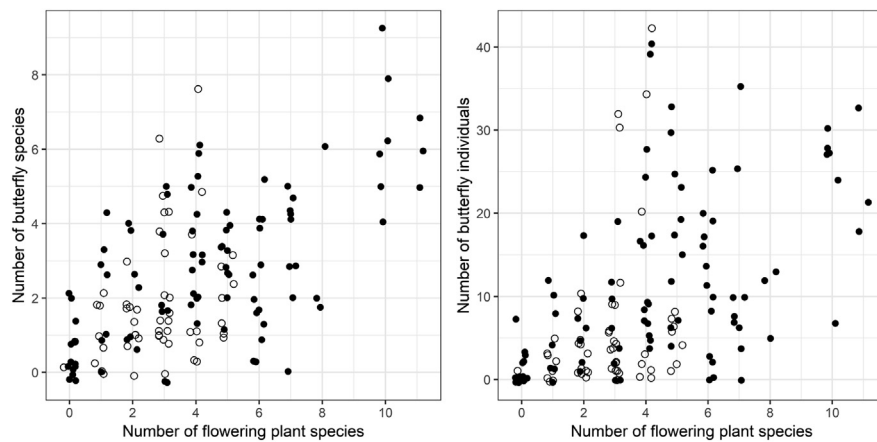 Number of butterfly species
8
6
4
2
0
0 2 4 6 8 10
Number of flowering plant species
Number of butterfly individuals
40
30
20
10
0
0 2 4 6 8 10
Number of flowering plant species